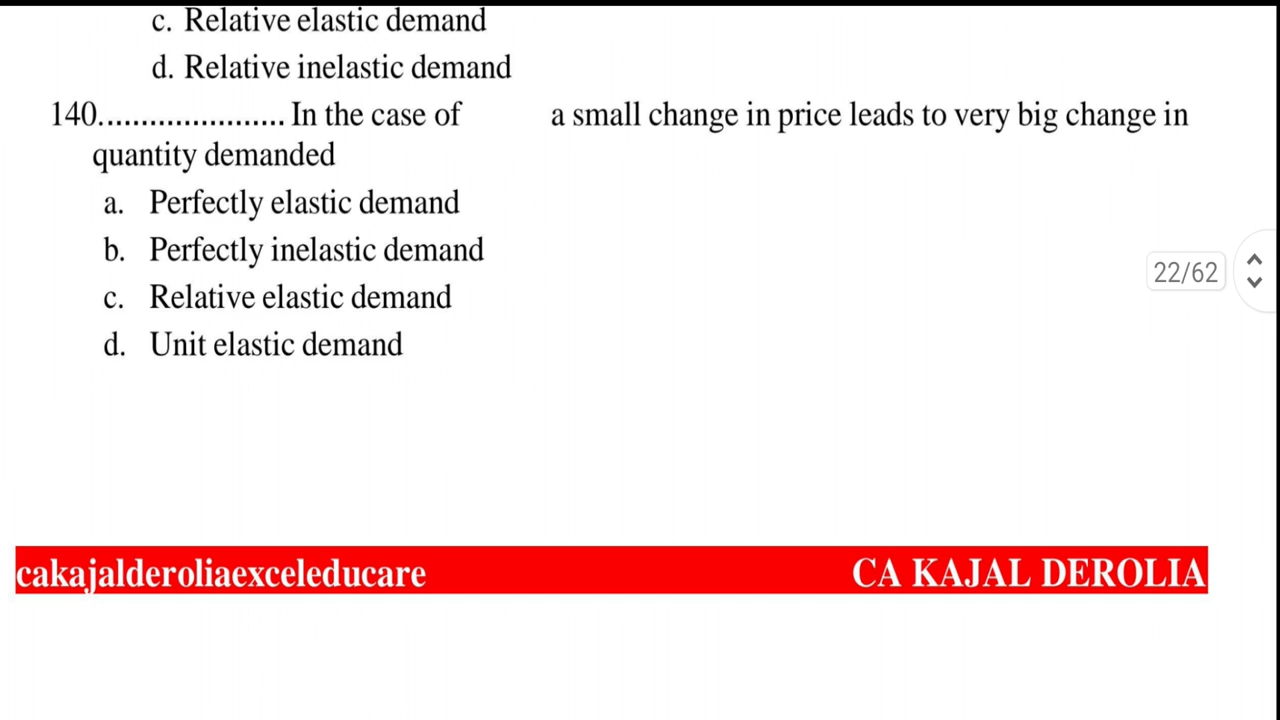 c. Relative elastic demand
d. Relative inelastic demand
140..................... In the case of a small change in price leads to very big change in
quantity demanded
a. Perfectly elastic demand
b. Perfectly inelastic demand
c. Relative elastic demand
d. Unit elastic demand
22/62
cakajalderoliaexceleducare CA KAJAL DEROLIA